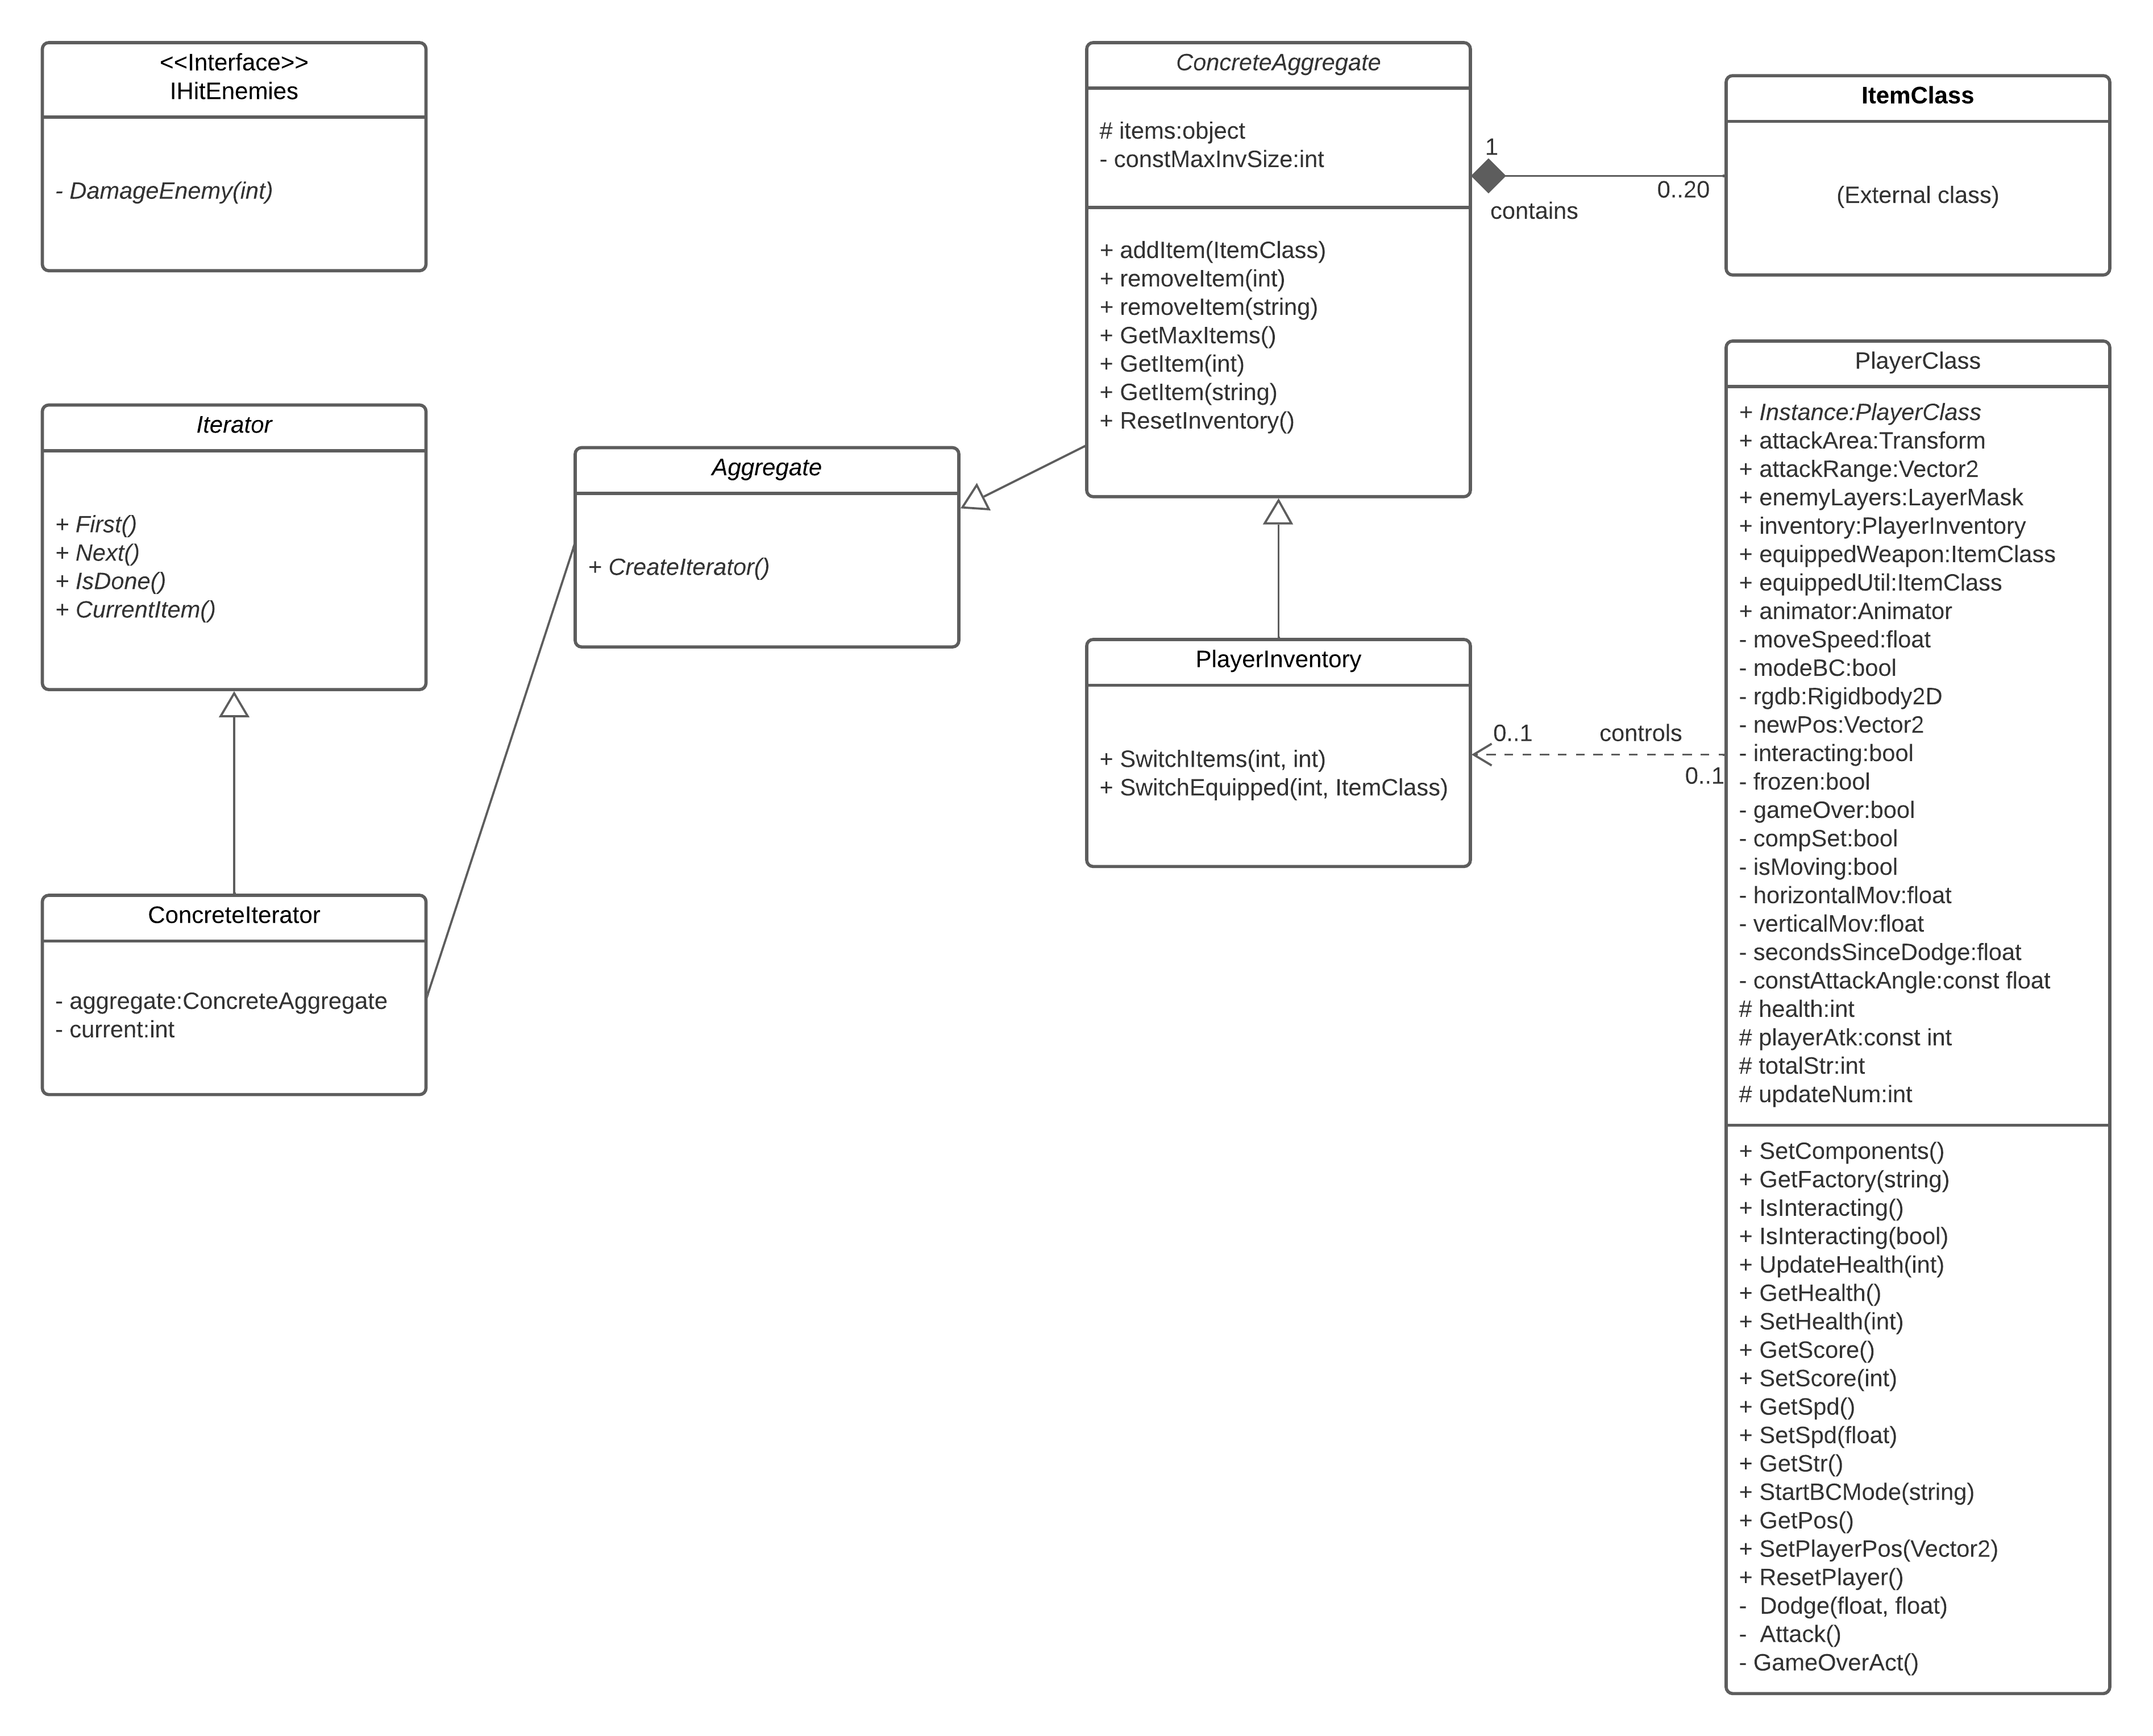 <<Interface>>
IHitEnemies
- DamageEnemy(int)
Iterator
+ First()
+ Next()
+ IsDone()
+ CurrentItem()
ConcreteIterator
- aggregate:ConcreteAggregate
- current:int
Aggregate
+ CreateIterator()
ConcreteAggregate
# items:object
- constMaxInvSize:int
+ addItem(ItemClass)
+ removeItem(int)
+ removeItem(string)
+ GetMaxItems()
+ GetItem(int)
+ GetItem(string)
+ ResetInventory()
1
0..20
contains
ItemClass
(External class)
PlayerInventory
+ SwitchItems(int, int)
+ SwitchEquipped(int, ItemClass)
0..1
controls
0..1
PlayerClass
+ Instance:PlayerClass
+ attackArea:Transform
+ attackRange:Vector2
+ enemyLayers:LayerMask
+ inventory:PlayerInventory
+ equippedWeapon:ItemClass
+ equippedUtil:ItemClass
+ animator:Animator
- moveSpeed:float
- modeBC:bool
- rgdb:Rigidbody2D
- newPos:Vector2
- interacting:bool
- frozen:bool
- gameOver:bool
- compSet:bool
- isMoving:bool
- horizontalMov:float
- verticalMov:float
- secondsSinceDodge:float
- constAttackAngle:const float
# health:int
# playerAtk:const int
# totalStr:int
# updateNum:int
+ SetComponents()
+ GetFactory(string)
+ IsInteracting()
+ IsInteracting(bool)
+ UpdateHealth(int)
+ GetHealth()
+ SetHealth(int)
+ GetScore()
+ SetScore(int)
+ GetSpd()
+ SetSpd(float)
+ GetStr()
+ StartBCMode(string)
+ GetPos()
+ SetPlayerPos(Vector2)
+ ResetPlayer()
- Dodge(float, float)
- Attack()
- GameOverAct()